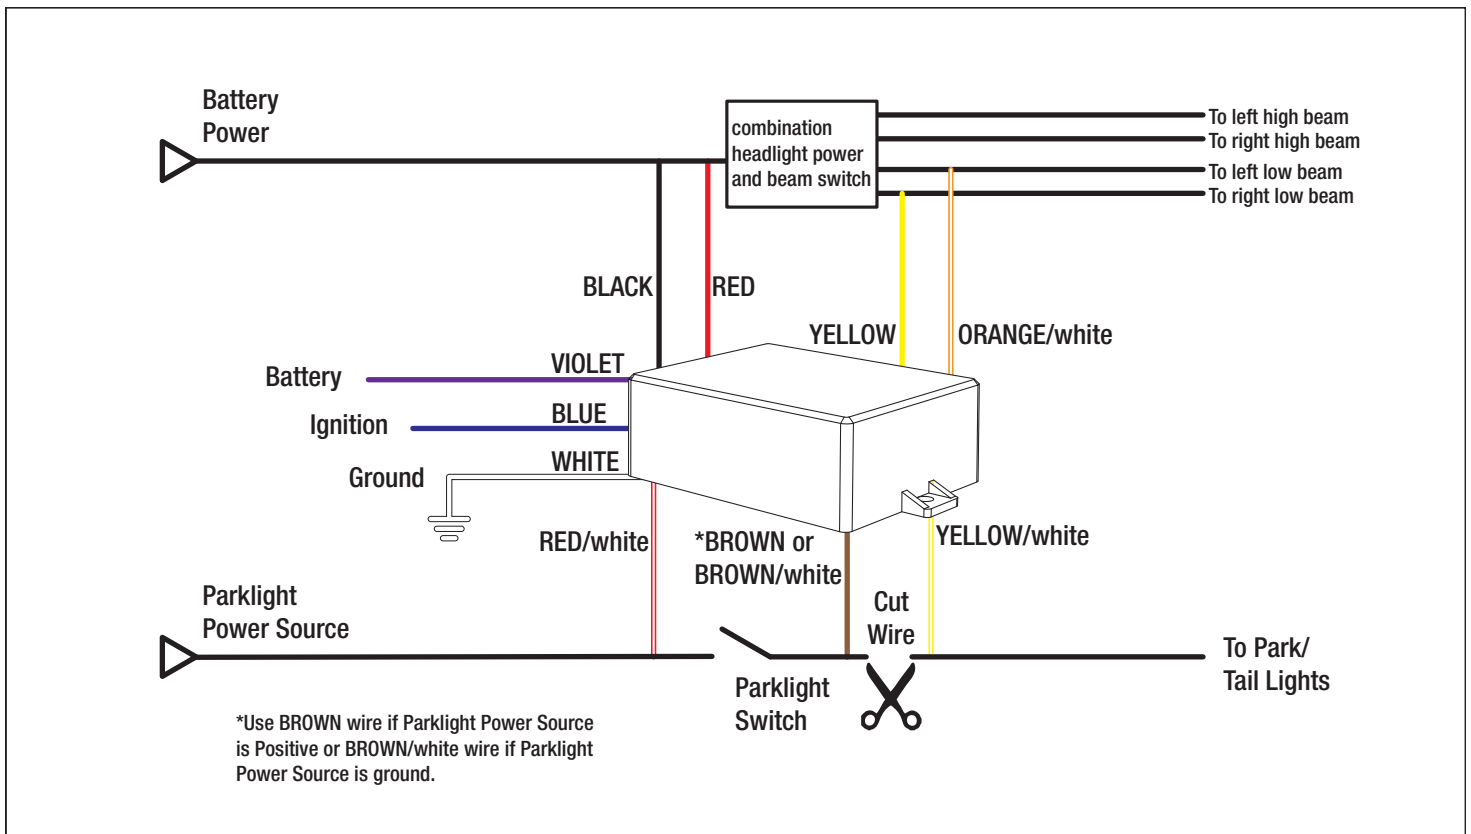 Battery
Power
combination
headlight power
and beam switch
To left high beam
To right high beam
To left low beam
To right low beam
BLACK
RED
YELLOW
ORANGE/white
VIOLET
Battery
BLUE
Ignition
WHITE
Ground
RED/white
*BROWN or
BROWN/white
YELLOW/white
Cut
Wire
Parklight
Power Source
Parklight
Switch
To Park/
Tail Lights
*Use BROWN wire if Parklight Power Source
is Positive or BROWN/white wire if Parklight
Power Source is ground.